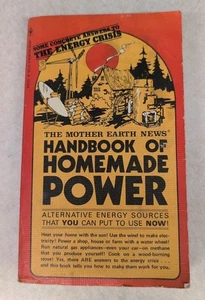 SOME CONCRETE ANSWERS TO
THE ENERGY CRISIS
THE MOTHER EARTH NEWS®
HANDBOOK OF
HOMEMADE
POWER
ALTERNATIVE ENERGY SOURCES
THAT YOU CAN PUT TO USE NOW!
Heat your home with the sun! Use the wind to make elec-
tricity! Power a shop, house or farm with a water wheel!
Run natural gas appliances—even your car—on methane
that you produce yourself! Cook on a wood-burning
stove! Yes, there ARE answers to the energy crisis . . .
and this book tells you how to make them work for you.